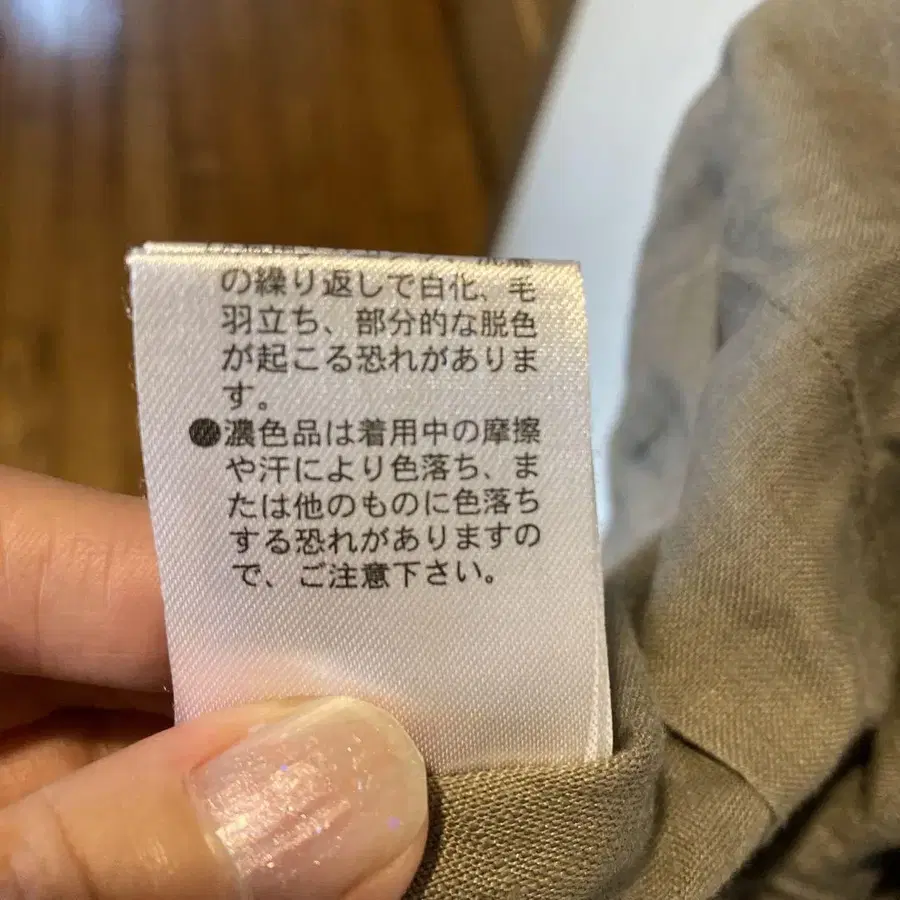 の繰り返しで白化、毛
羽立ち、部分的な脱色
が起こる恐れがありま
す。
●濃色品は着用中の摩擦
や汗により色落ち、ま
たは他のものに色落ち
する恐れがありますの
で、ご注意下さい。